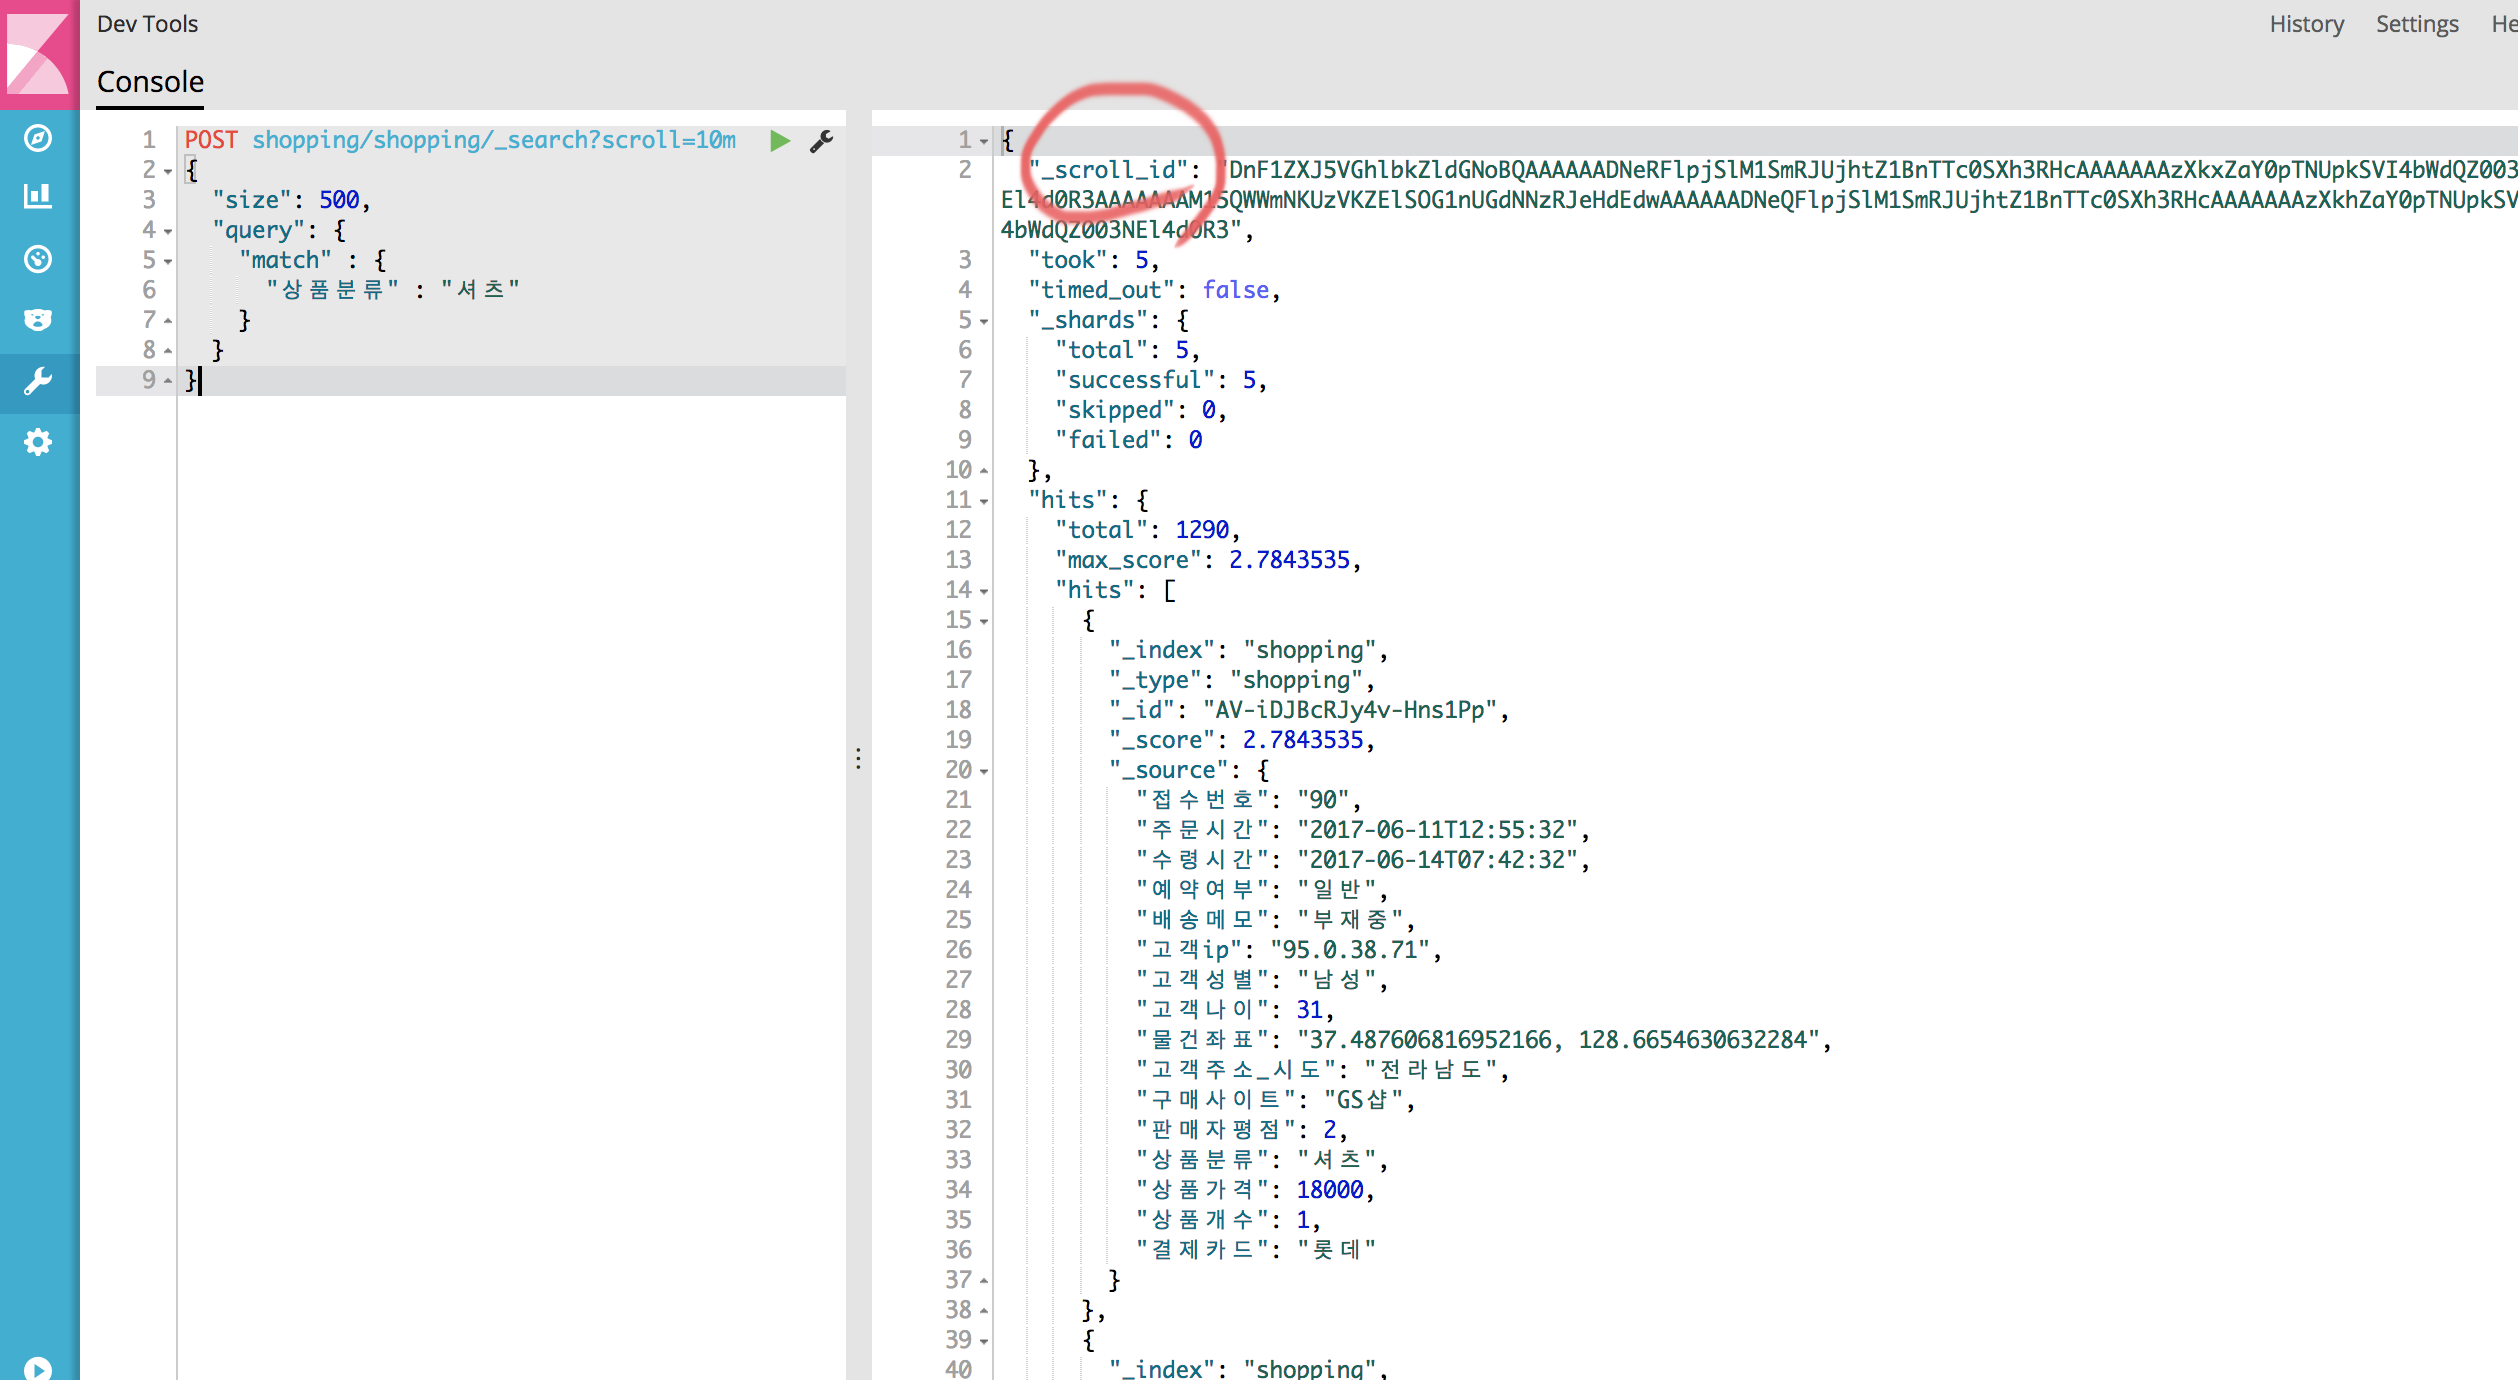 Dev Tools
History Settings He
Console
1 POST shopping/shopping/_search?scroll=10m
2 {
3 "size": 500,
4 "query": {
5 "match" : {
6 "상품분류" : "셔츠"
7 }
8 }
9 }
1 {
2 "_scroll_id": "DnF1ZXJ5VGhlbkZldGNoBQAAAAAADNeRFlpjSlM1SmRJUjhtZ1BnTTc0SXh3RHcAAAAAAAzXkxZaY0pTNUpkSVI4bWdQZ003
El4d0R3AAAAAAAM15QWWmNKUzVKZElSOG1nUGdNNzRJeHdEdwAAAAAADNeQFlpjSlM1SmRJUjhtZ1BnTTc0SXh3RHcAAAAAAAzXkhZaY0pTNUpkSV
4bWdQZ003NEl4d0R3",
3 "took": 5,
4 "timed_out": false,
5 "_shards": {
6 "total": 5,
7 "successful": 5,
8 "skipped": 0,
9 "failed": 0
10 },
11 "hits": {
12 "total": 1290,
13 "max_score": 2.7843535,
14 "hits": [
15 {
16 "_index": "shopping",
17 "_type": "shopping",
18 "_id": "AV-iDJBcRJy4v-Hns1Pp",
19 "_score": 2.7843535,
20 "_source": {
21 "접수번호": "90",
22 "주문시간": "2017-06-11T12:55:32",
23 "수령시간": "2017-06-14T07:42:32",
24 "예약여부": "일반",
25 "배송메모": "부재중",
26 "고객ip": "95.0.38.71",
27 "고객성별": "남성",
28 "고객나이": 31,
29 "물건좌표": "37.487606816952166, 128.6654630632284",
30 "고객주소_시도": "전라남도",
31 "구매사이트": "GS샵",
32 "판매자평점": 2,
33 "상품분류": "셔츠",
34 "상품가격": 18000,
35 "상품개수": 1,
36 "결제카드": "롯데"
37 }
38 },
39 {
40 "_index": "shopping",